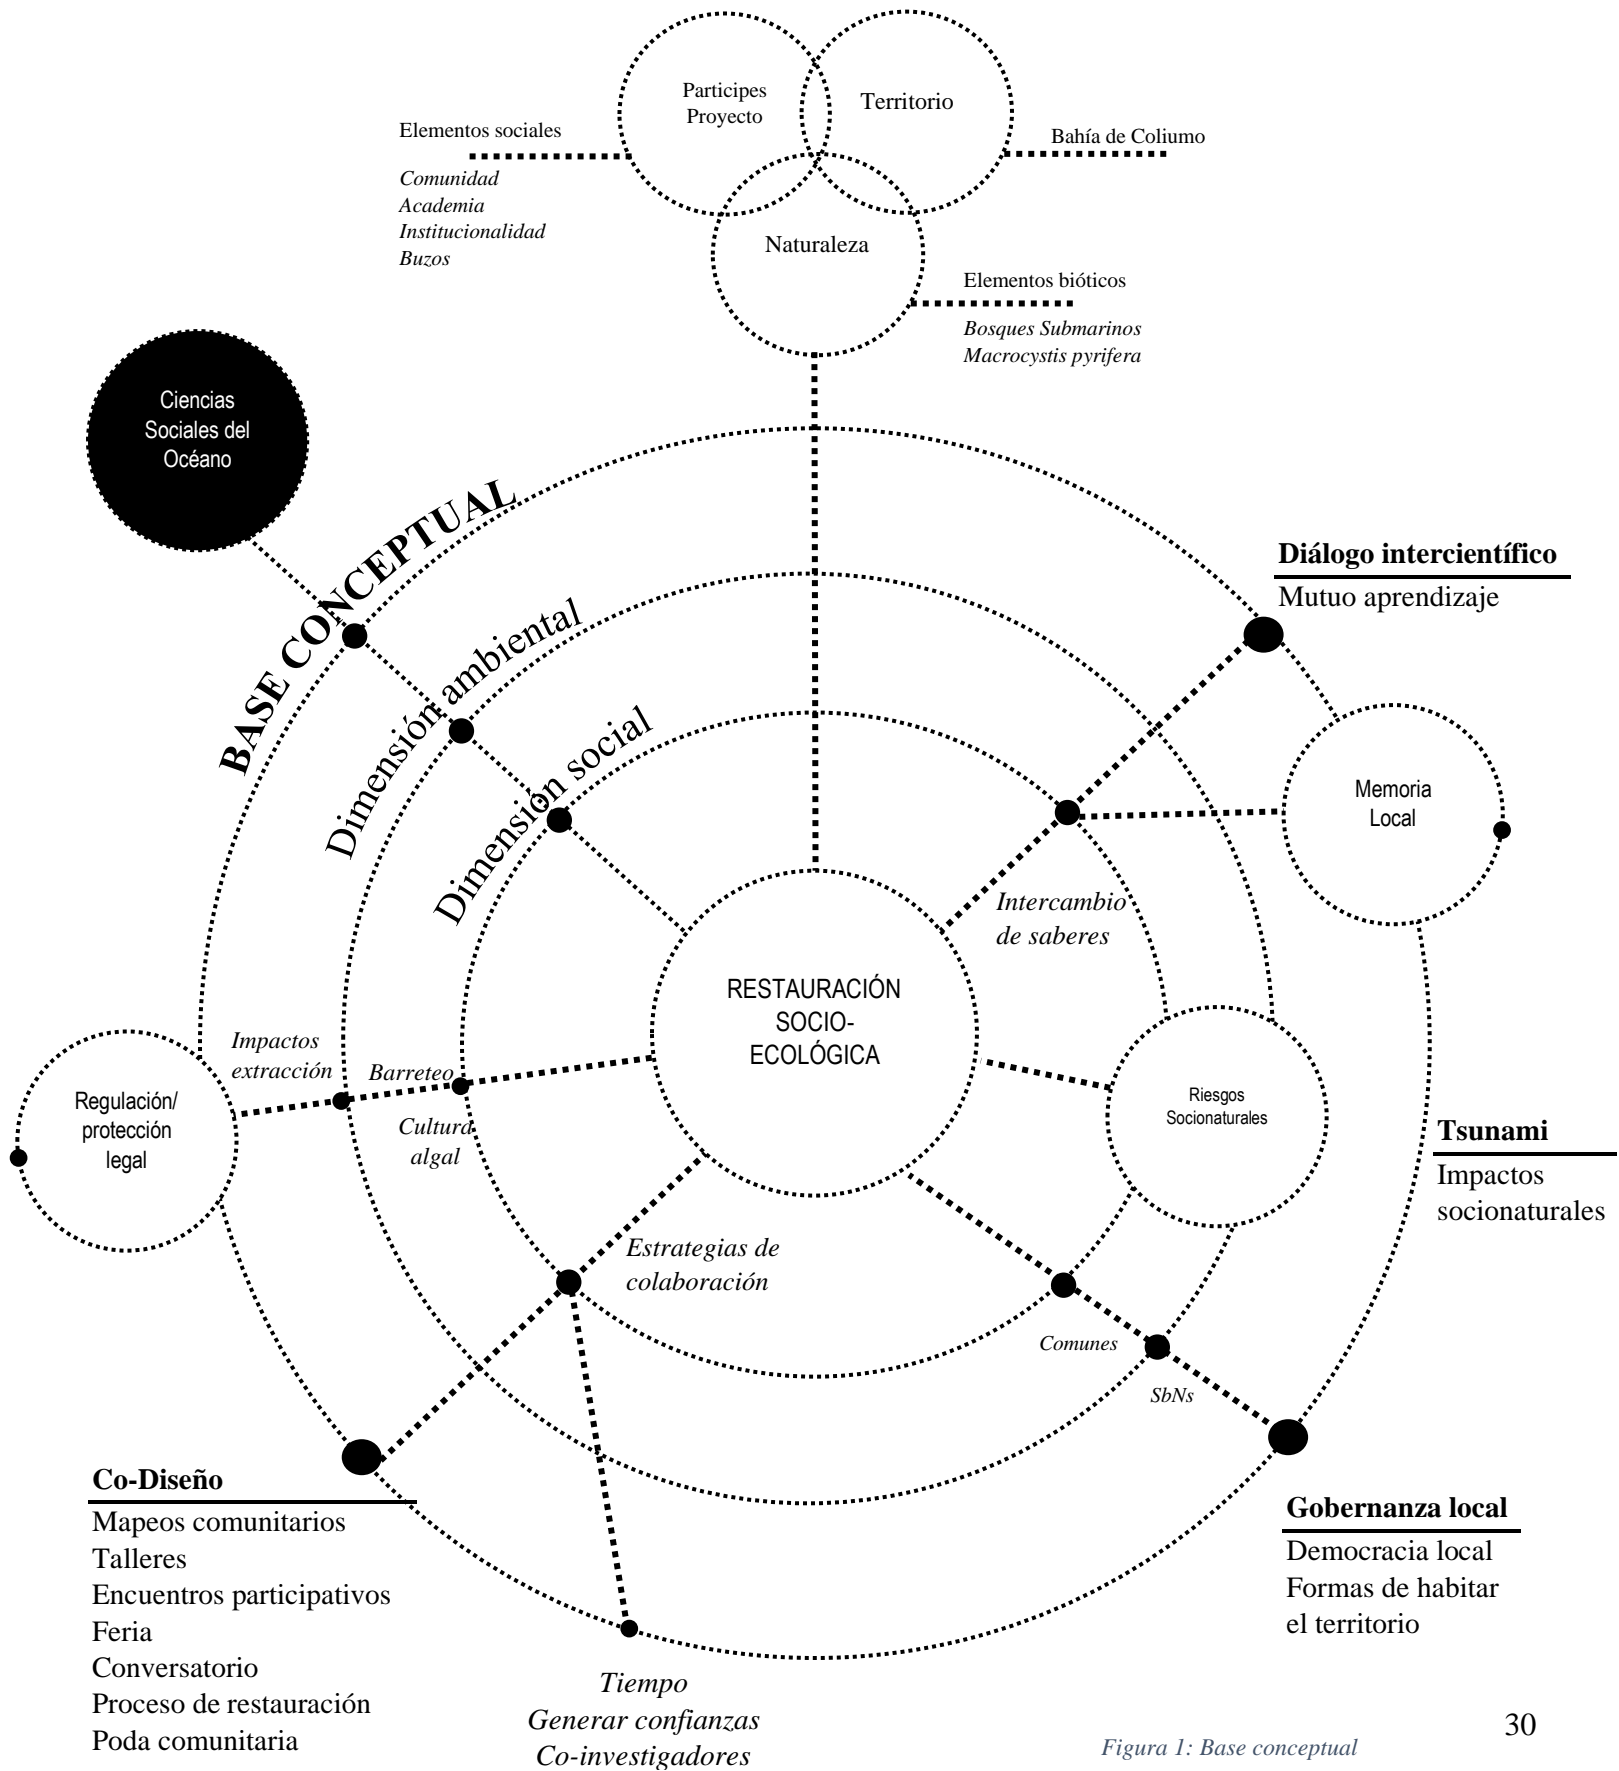 Participes
Proyecto
Territorio
Elementos sociales
Comunidad
Academia
Institucionalidad
Buzos
Bahía de Coliumo
Naturaleza
Elementos bióticos
Bosques Submarinos
Macrocystis pyrifera
Ciencias
Sociales del
Océano
BASE CONCEPTUAL
Dimensión ambiental
Dimensión social
Diálogo intercientífico
Mutuo aprendizaje
Memoria
Local
Intercambio
de saberes
RESTAURACIÓN
SOCIO-
ECOLÓGICA
Impactos
extracción
Barreteo
Cultura
algal
Regulación/
protección
legal
Riesgos
Socionaturales
Tsunami
Impactos
socionaturales
Estrategias de
colaboración
Comunes
SbNs
Co-Diseño
Mapeos comunitarios
Talleres
Encuentros participativos
Feria
Conversatorio
Proceso de restauración
Poda comunitaria
Tiempo
Generar confianzas
Co-investigadores
Gobernanza local
Democracia local
Formas de habitar
el territorio
Figura 1: Base conceptual
30